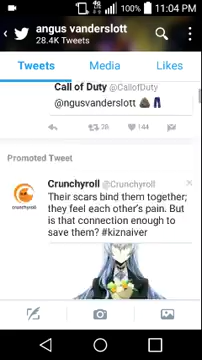 100% 11:04 PM
angus vanderslott
28.4K Tweets
Tweets Media Likes
Call of Duty @CallofDuty
@ngusvanderslott
26 144
Promoted Tweet
Crunchyroll @Crunchyroll
Their scars bind them together;
they feel each other's pain. But
is that connection enough to
save them? #kiznaiver
crunchyroll